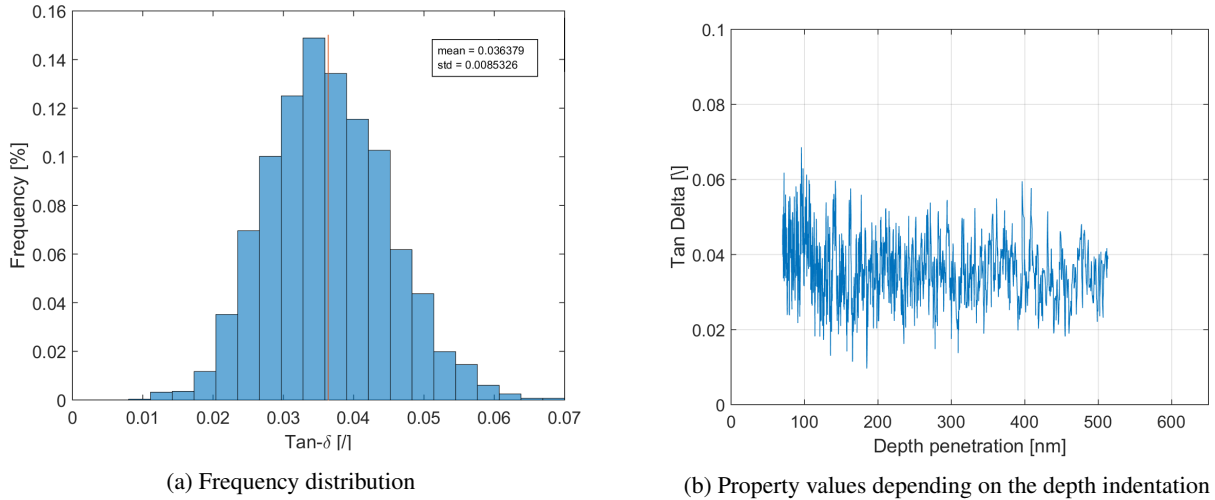 0.16
0.14
0.12
0.1
0.08
0.06
0.04
0.02
0
Frequency [%]
mean = 0.036379
std = 0.0085326
0 0.01 0.02 0.03 0.04 0.05 0.06 0.07
Tan-δ [/]
(a) Frequency distribution
0.1
0.08
0.06
0.04
0.02
0
Tan Delta [\]
0 100 200 300 400 500 600
Depth penetration [nm]
(b) Property values depending on the depth indentation